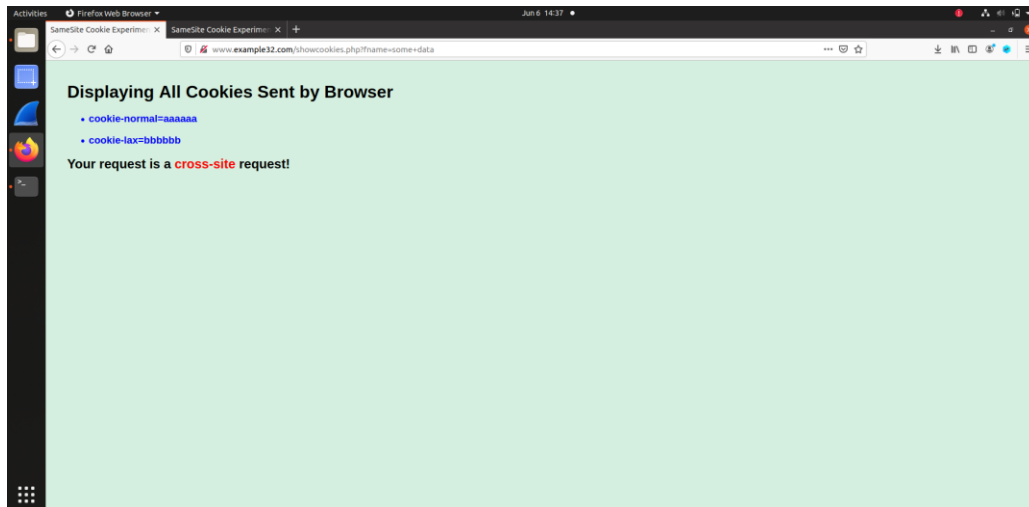 Activities Firefox Web Browser Jun 6 14:37
SameSite Cookie Experimen SameSite Cookie Experimen
www.example32.com/showcookies.php?fname=some+data
Displaying All Cookies Sent by Browser
• cookie-normal=aaaaaa
• cookie-lax=bbbbbb
Your request is a cross-site request!